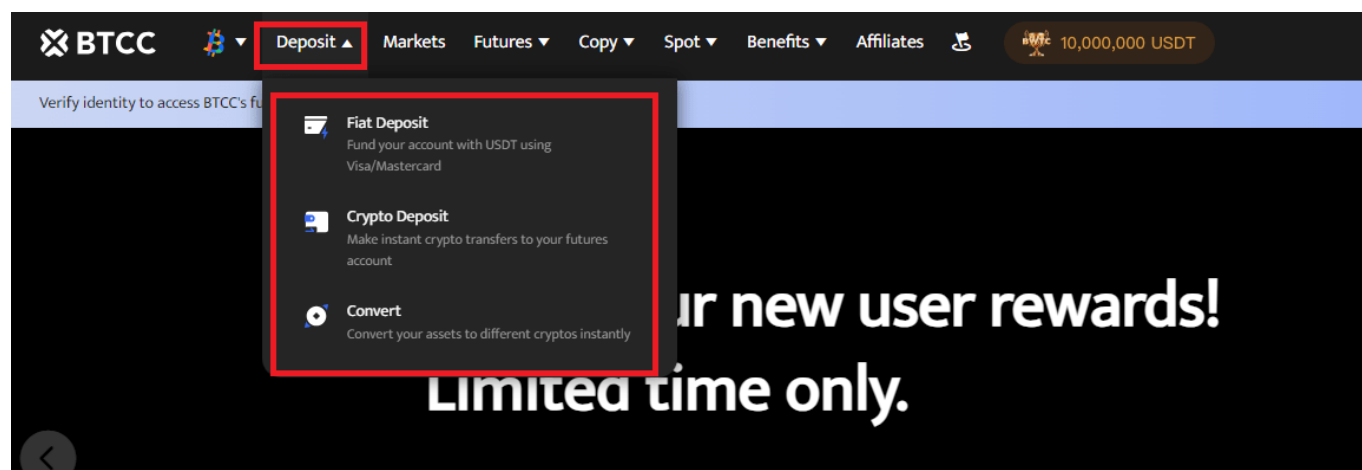 BTCC Deposit Markets Futures Copy Spot Benefits Affiliates 10,000,000 USDT
Verify identity to access BTCC's fu
Fiat Deposit
Fund your account with USDT using
Visa/Mastercard
Crypto Deposit
Make instant crypto transfers to your futures
account
Convert
Convert your assets to different cryptos instantly
ur new user rewards!
Limited time only.